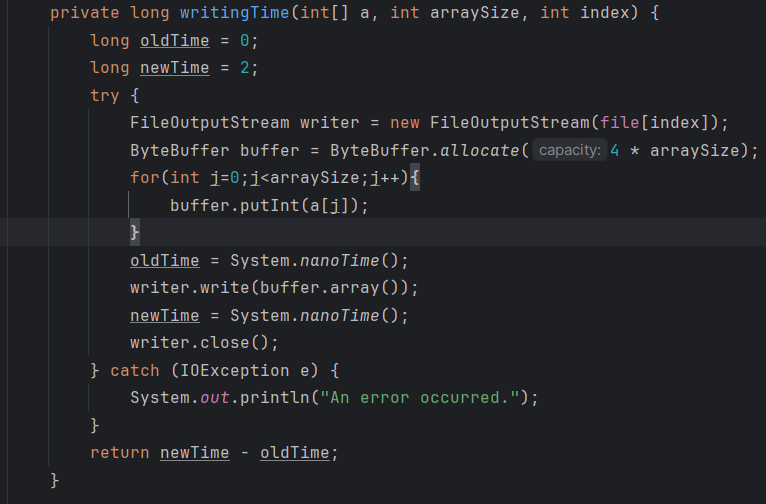 private long writingTime(int[] a, int arraySize, int index) {
long oldTime = 0;
long newTime = 2;
try {
FileOutputStream writer = new FileOutputStream(file[index]);
ByteBuffer buffer = ByteBuffer.allocate( capacity: 4 * arraySize);
for(int j=0;j<arraySize;j++){
buffer.putInt(a[j]);
}
oldTime = System.nanoTime();
writer.write(buffer.array());
newTime = System.nanoTime();
writer.close();
} catch (IOException e) {
System.out.println("An error occurred.");
}
return newTime - oldTime;
}